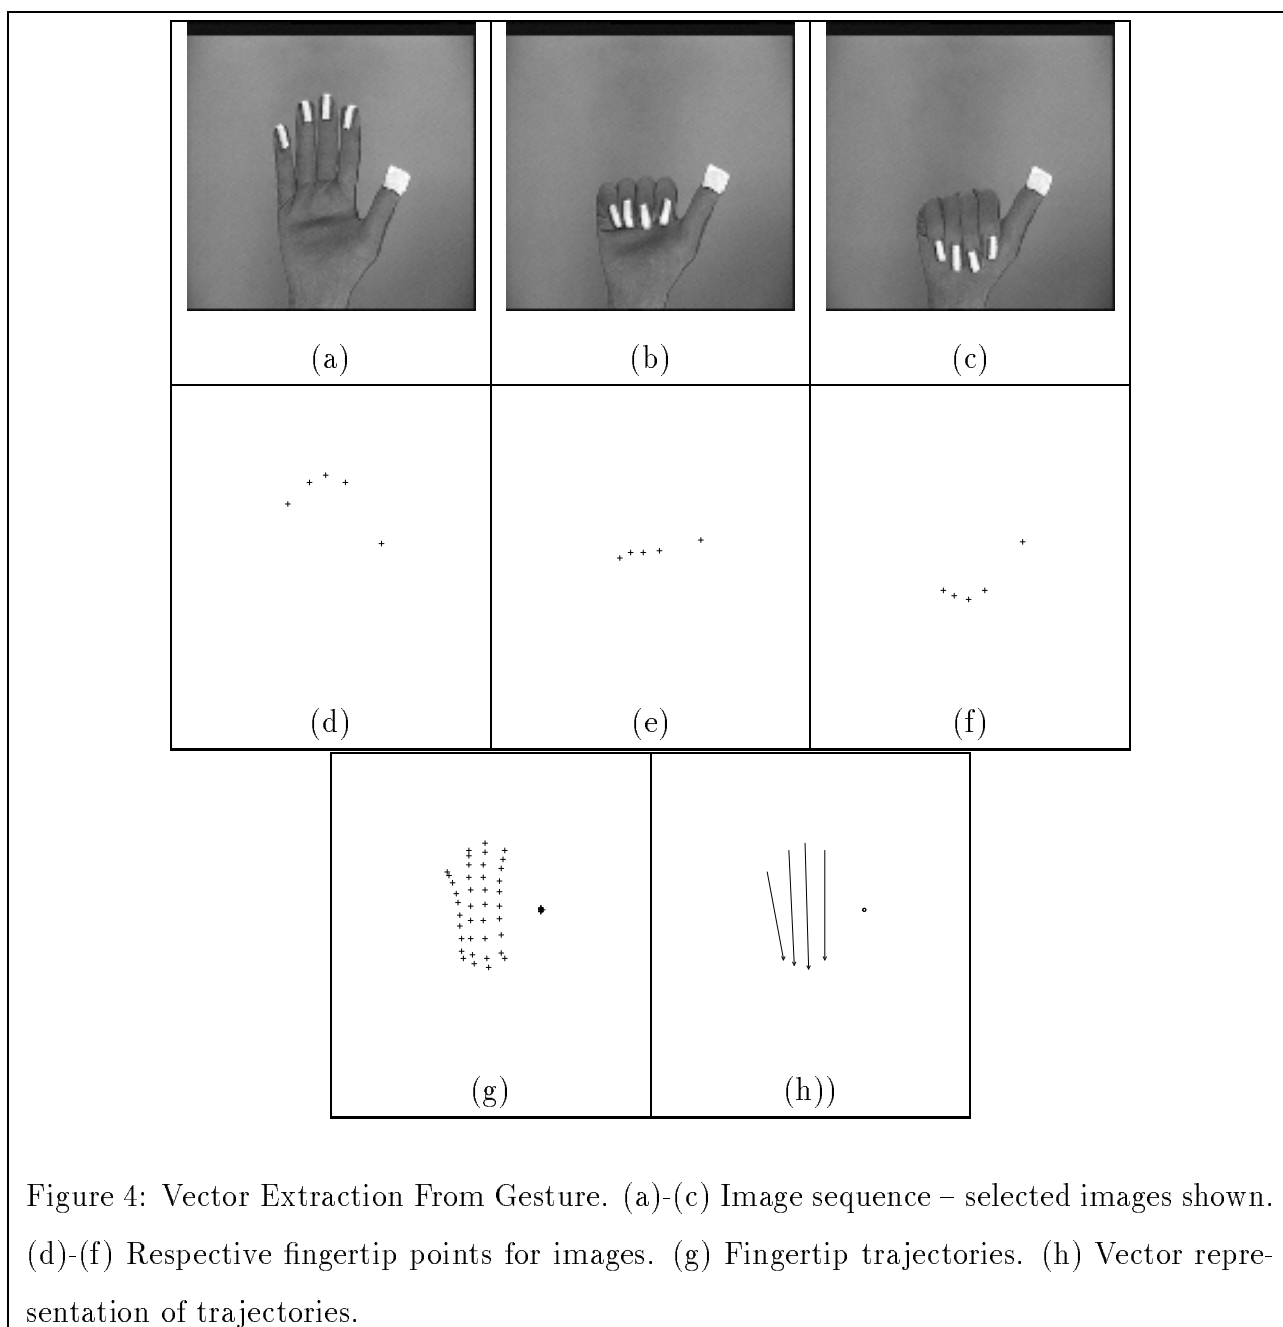 (a)
(b)
(c)
(d)
(e)
(f)
(g)
(h))
Figure 4: Vector Extraction From Gesture. (a)-(c) Image sequence – selected images shown.
(d)-(f) Respective fingertip points for images. (g) Fingertip trajectories. (h) Vector repre-
sentation of trajectories.